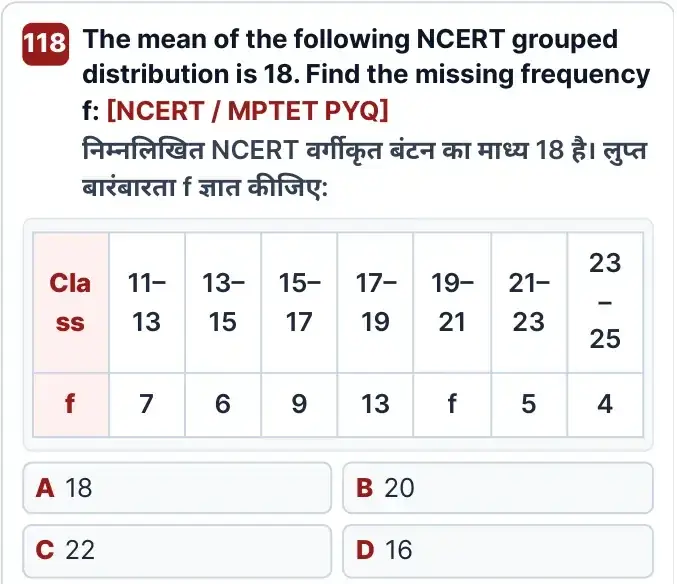 118 The mean of the following NCERT grouped
distribution is 18. Find the missing frequency
f: [NCERT / MPTET PYQ]
निम्नलिखित NCERT वर्गीकृत बंटन का माध्य 18 है। लुप्त
बारंबारता f ज्ञात कीजिए:
Cla 11– 13– 15– 17– 19– 21– 23
ss 13 15 17 19 21 23 –
25
f 7 6 9 13 f 5 4
A 18 B 20
C 22 D 16